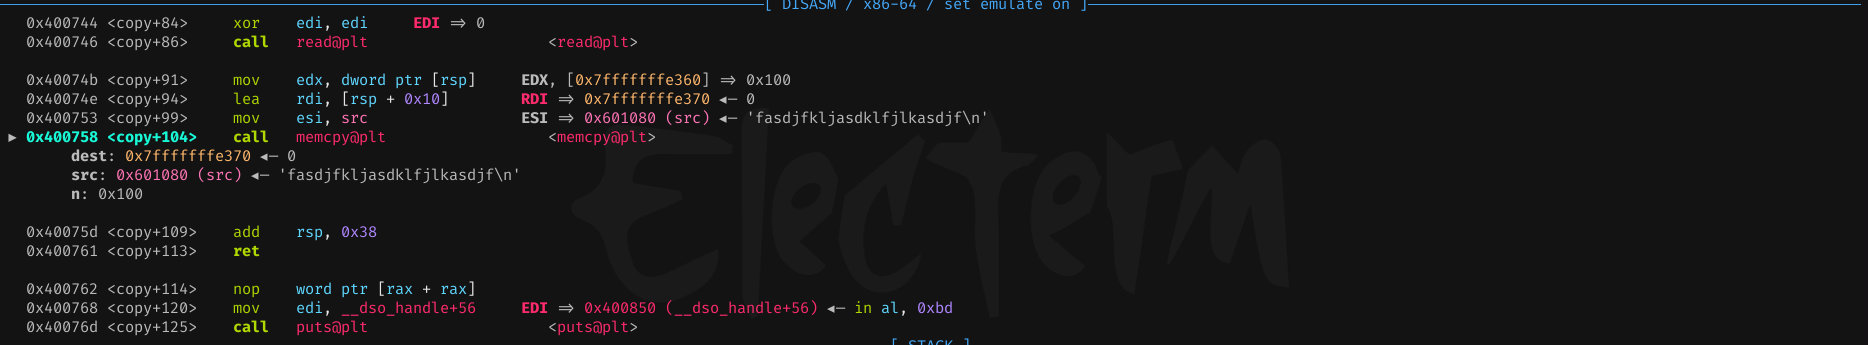 [ DISASM / x86-64 / set emulate on ]
0x400744 <copy+84> xor edi, edi EDI => 0
0x400746 <copy+86> call read@plt <read@plt>
0x40074b <copy+91> mov edx, dword ptr [rsp] EDX, [0x7fffffffe360] => 0x100
0x40074e <copy+94> lea rdi, [rsp + 0x10] RDI => 0x7fffffffe370 ◂— 0
0x400753 <copy+99> mov esi, src ESI => 0x601080 (src) ◂— 'fasdjfkljasdklfjlkasdjf\n'
► 0x400758 <copy+104> call memcpy@plt <memcpy@plt>
dest: 0x7fffffffe370 ◂— 0
src: 0x601080 (src) ◂— 'fasdjfkljasdklfjlkasdjf\n'
n: 0x100
0x40075d <copy+109> add rsp, 0x38
0x400761 <copy+113> ret
0x400762 <copy+114> nop word ptr [rax + rax]
0x400768 <copy+120> mov edi, __dso_handle+56 EDI => 0x400850 (__dso_handle+56) ◂— in al, 0xbd
0x40076d <copy+125> call puts@plt <puts@plt>
[ STACK ]
Electerm